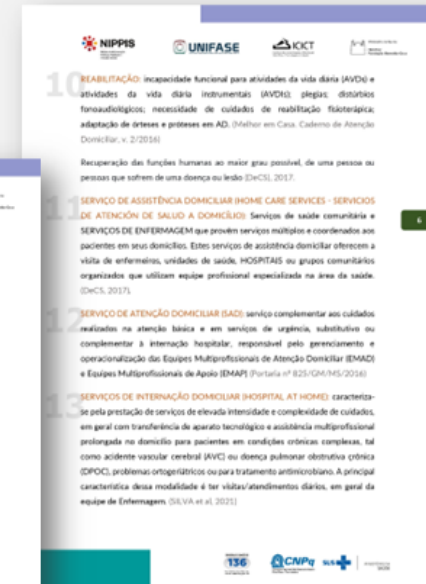 NIPPIS
UNIFASE
ICICT
10
REABILITAÇÃO: incapacidade funcional para atividades da vida diária (AVDs) e
atividades da vida diária instrumentais (AVDIs); plegias; distúrbios
fonoaudiológicos; necessidade de cuidados de reabilitação fisioterápica;
adaptação de órteses e próteses em AD. (Melhor em Casa. Caderno de Atenção
Domiciliar, v. 2/2016)
Recuperação das funções humanas ao maior grau possível, de uma pessoa ou
pessoas que sofrem de uma doença ou lesão (DeCS), 2017.
11
SERVIÇO DE ASSISTÊNCIA DOMICILIAR (HOME CARE SERVICES - SERVICIOS
DE ATENCIÓN DE SALUD A DOMICÍLIO): Serviços de saúde comunitária e
SERVIÇOS DE ENFERMAGEM que provêm serviços múltiplos e coordenados aos
pacientes em seus domicílios. Estes serviços de assistência domiciliar oferecem a
visita de enfermeiros, unidades de saúde, HOSPITAIS ou grupos comunitários
organizados que utilizam equipe profissional especializada na área da saúde.
(DeCS, 2017).
6
12
SERVIÇO DE ATENÇÃO DOMICILIAR (SAD): serviço complementar aos cuidados
realizados na atenção básica e em serviços de urgência, substitutivo ou
complementar à internação hospitalar, responsável pelo gerenciamento e
operacionalização das Equipes Multiprofissionais de Atenção Domiciliar (EMAD)
e Equipes Multiprofissionais de Apoio (EMAP) (Portaria nº 825/GM/MS/2016)
13
SERVIÇOS DE INTERNAÇÃO DOMICILIAR (HOSPITAL AT HOME): caracteriza-
se pela prestação de serviços de elevada intensidade e complexidade de cuidados,
em geral com transferência de aparato tecnológico e assistência multiprofissional
prolongada no domicílio para pacientes em condições crônicas complexas, tal
como acidente vascular cerebral (AVC) ou doença pulmonar obstrutiva crônica
(DPOC), problemas ortogeriátricos ou para tratamento antimicrobiano. A principal
característica dessa modalidade é ter visitas/atendimentos diários, em geral da
equipe de Enfermagem. (SILVA et al, 2021)
136
CNPq
SUS